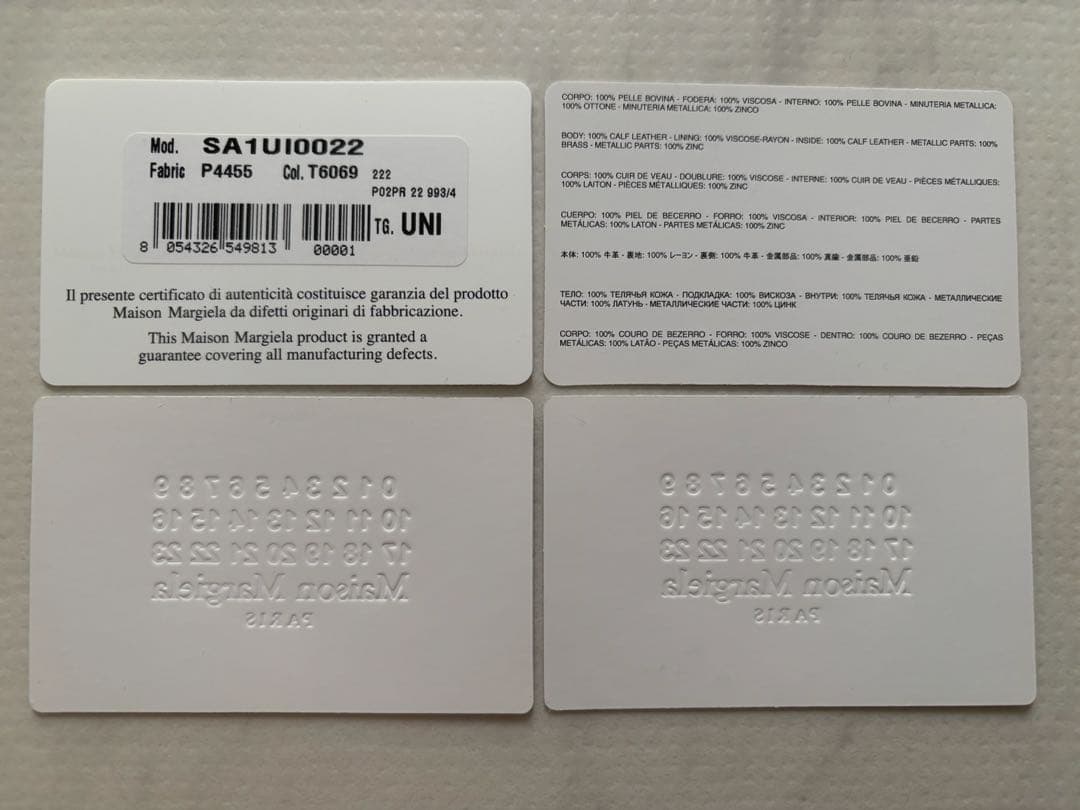 Mod. SA1UI0022
Fabric P4455 Col. T6069 222
P02PR 22 993/4
TG. UNI
8 054326 549813 00001
Il presente certificato di autenticità costituisce garanzia del prodotto
Maison Margiela da difetti originari di fabbricazione.
This Maison Margiela product is granted a
guarantee covering all manufacturing defects.
CORPO: 100% PELLE BOVINA - FODERA: 100% VISCOSA - INTERNO: 100% PELLE BOVINA - MINUTERIA METALLICA:
100% OTTONE - MINUTERIA METALLICA: 100% ZINCO
BODY: 100% CALF LEATHER - LINING: 100% VISCOSE-RAYON - INSIDE: 100% CALF LEATHER - METALLIC PARTS: 100%
BRASS - METALLIC PARTS: 100% ZINC
CORPS: 100% CUIR DE VEAU - DOUBLURE: 100% VISCOSE - INTERNE: 100% CUIR DE VEAU - PIÈCES MÉTALLIQUES:
100% LAITON - PIÈCES MÉTALLIQUES: 100% ZINC
CUERPO: 100% PIEL DE BECERRO - FORRO: 100% VISCOSA - INTERIOR: 100% PIEL DE BECERRO - PARTES
METÁLICAS: 100% LATON - PARTES METÁLICAS: 100% ZINC
本体: 100% 牛革 - 裏地: 100% レーヨン - 裏側: 100% 牛革 - 金属部品: 100% 真鍮 - 金属部品: 100% 亜鉛
ТЕЛО: 100% ТЕЛЯЧЬЯ КОЖА - ПОДКЛАДКА: 100% ВИСКОЗА - ВНУТРИ: 100% ТЕЛЯЧЬЯ КОЖА - МЕТАЛЛИЧЕСКИЕ
ЧАСТИ: 100% ЛАТУНЬ - МЕТАЛЛИЧЕСКИЕ ЧАСТИ: 100% ЦИНК
CORPO: 100% COURO DE BEZERRO - FORRO: 100% VISCOSE - DENTRO: 100% COURO DE BEZERRO - PEÇAS
METÁLICAS: 100% LATÃO - PEÇAS METÁLICAS: 100% ZINCO
0 1 2 3 4 5 6 7 8 9
10 11 12 13 14 15 16
17 18 19 20 21 22 23
Maison Margiela
PARIS
0 1 2 3 4 5 6 7 8 9
10 11 12 13 14 15 16
17 18 19 20 21 22 23
Maison Margiela
PARIS